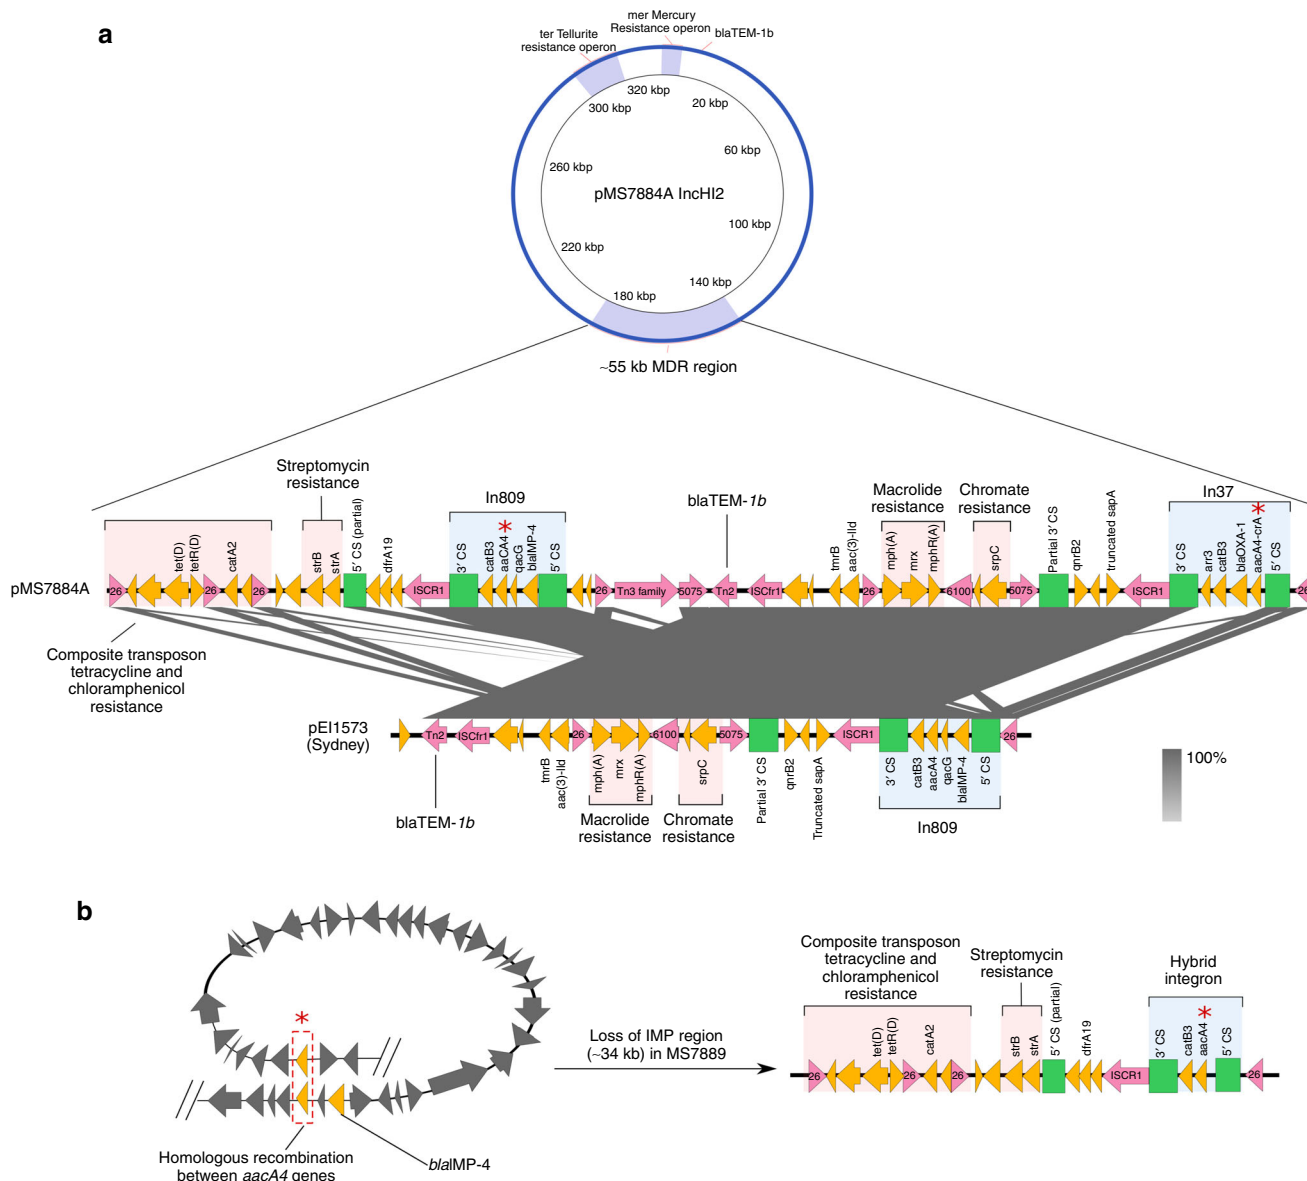 a
mer Mercury
Resistance operon
blaTEM-1b
ter Tellurite
resistance operon
320 kbp
300 kbp
20 kbp
60 kbp
260 kbp
pMS7884A IncHI2
100 kbp
220 kbp
140 kbp
180 kbp
~55 kb MDR region
Streptomycin
resistance
In809
blaTEM-1b
Macrolide
resistance
Chromate
resistance
In37
tet(D)
tetR(D)
catA2
strB
strA
5′ CS (partial)
dfrA19
3′ CS
catB3
aacA4
*
qacG
blaIMP-4
5′ CS
tmrB
aac(3)-IId
mph(A)
mrx
mphR(A)
srpC
Partial 3′ CS
qnrB2
truncated sapA
3′ CS
arr3
catB3
blaOXA-1
aacA4-crA
*
5′ CS
pMS7884A
26
26
26
ISCR1
26
Tn3 family
5075
Tn2
ISCfr1
26
6100
5075
ISCR1
26
Composite transposon
tetracycline and
chloramphenicol
resistance
pEI1573
(Sydney)
Tn2
ISCfr1
26
6100
5075
ISCR1
26
tmrB
aac(3)-IId
mph(A)
mrx
mphR(A)
srpC
Partial 3′ CS
qnrB2
Truncated sapA
3′ CS
catB3
aacA4
qacG
blaIMP-4
5′ CS
blaTEM-1b
Macrolide
resistance
Chromate
resistance
In809
100%
b
*
Homologous recombination
between aacA4 genes
blaIMP-4
Loss of IMP region
(~34 kb) in MS7889
Composite transposon
tetracycline and
chloramphenicol
resistance
Streptomycin
resistance
Hybrid
integron
tet(D)
tetR(D)
catA2
strB
strA
5′ CS (partial)
dfrA19
3′ CS
catB3
aacA4
*
5′ CS
26
26
26
ISCR1
26